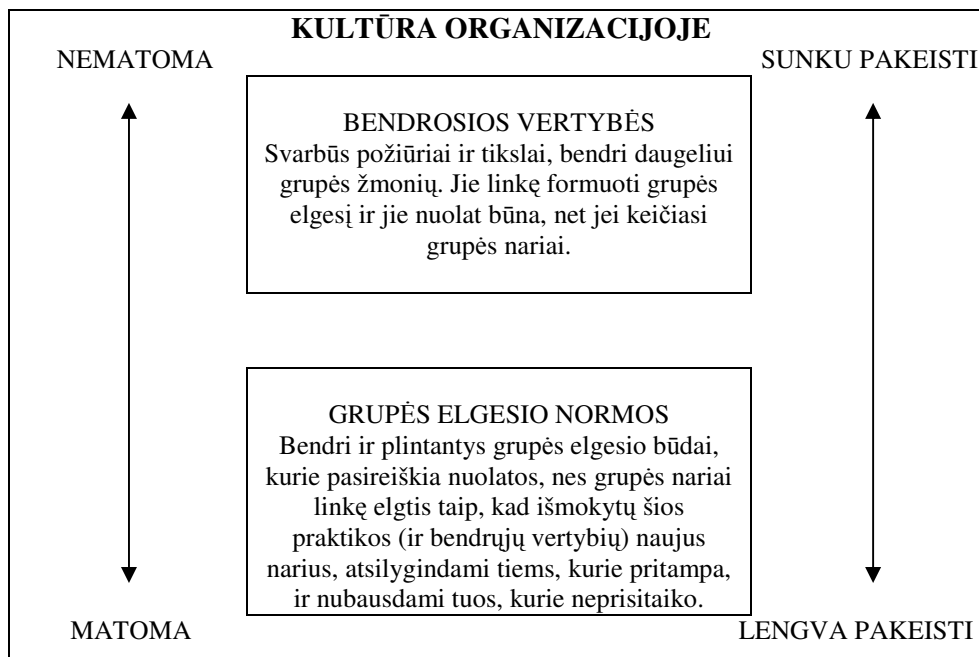 KULTŪRA ORGANIZACIJOJE
NEMATOMA
SUNKU PAKEISTI
BENDROSIOS VERTYBĖS
Svarbūs požiūriai ir tikslai, bendri daugeliui
grupės žmonių. Jie linkę formuoti grupės
elgesį ir jie nuolat būna, net jei keičiasi
grupės nariai.
GRUPĖS ELGESIO NORMOS
Bendri ir plintantys grupės elgesio būdai,
kurie pasireiškia nuolatos, nes grupės nariai
linkę elgtis taip, kad išmokytų šios
praktikos (ir bendrųjų vertybių) naujus
narius, atsilygindami tiems, kurie pritampa,
ir nubausdami tuos, kurie neprisitaiko.
MATOMA
LENGVA PAKEISTI